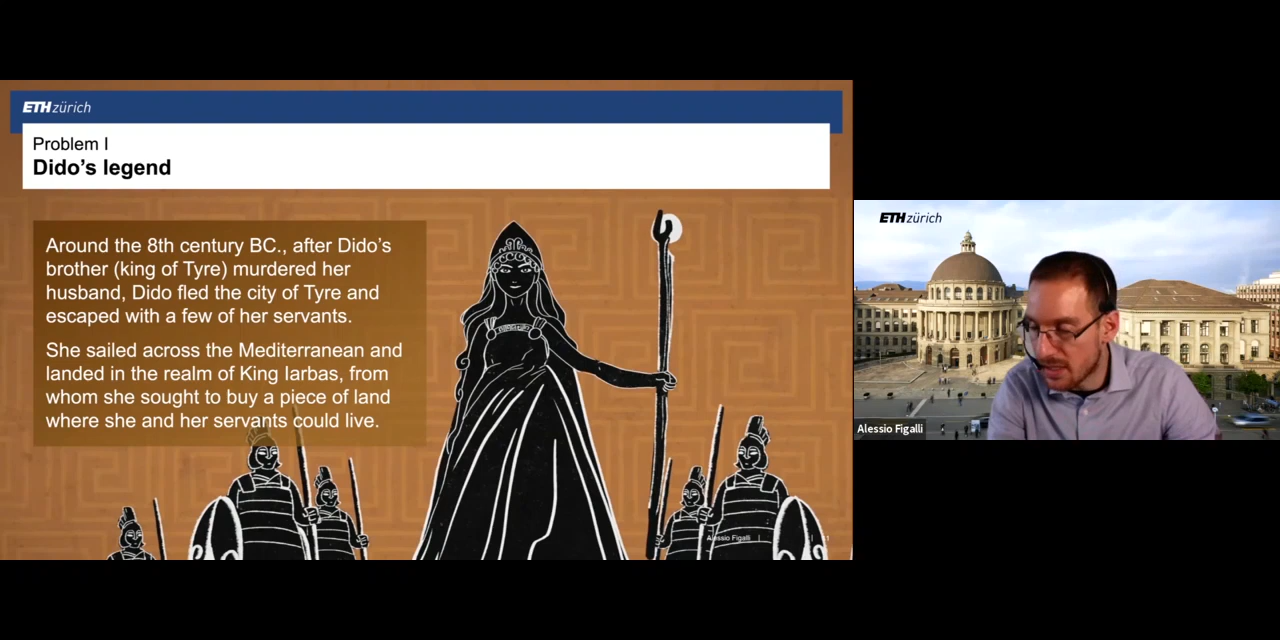 ETH zürich
Problem I
Dido's legend
Around the 8th century BC., after Dido's
brother (king of Tyre) murdered her
husband, Dido fled the city of Tyre and
escaped with a few of her servants.
She sailed across the Mediterranean and
landed in the realm of King Iarbas, from
whom she sought to buy a piece of land
where she and her servants could live.
Alessio Figalli |
ETH zürich
Alessio Figalli